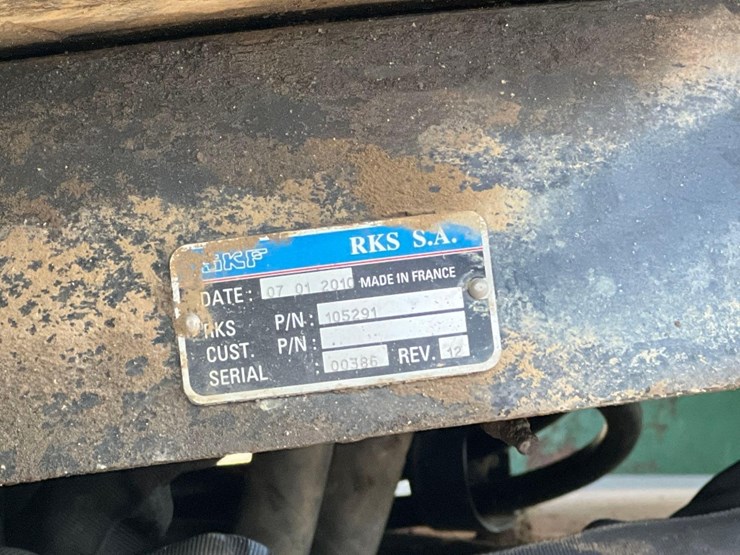 SKF RKS S.A.
DATE: 07 01 2010 MADE IN FRANCE
RKS P/N: 105291
CUST. P/N:
SERIAL : 00386 REV. 12